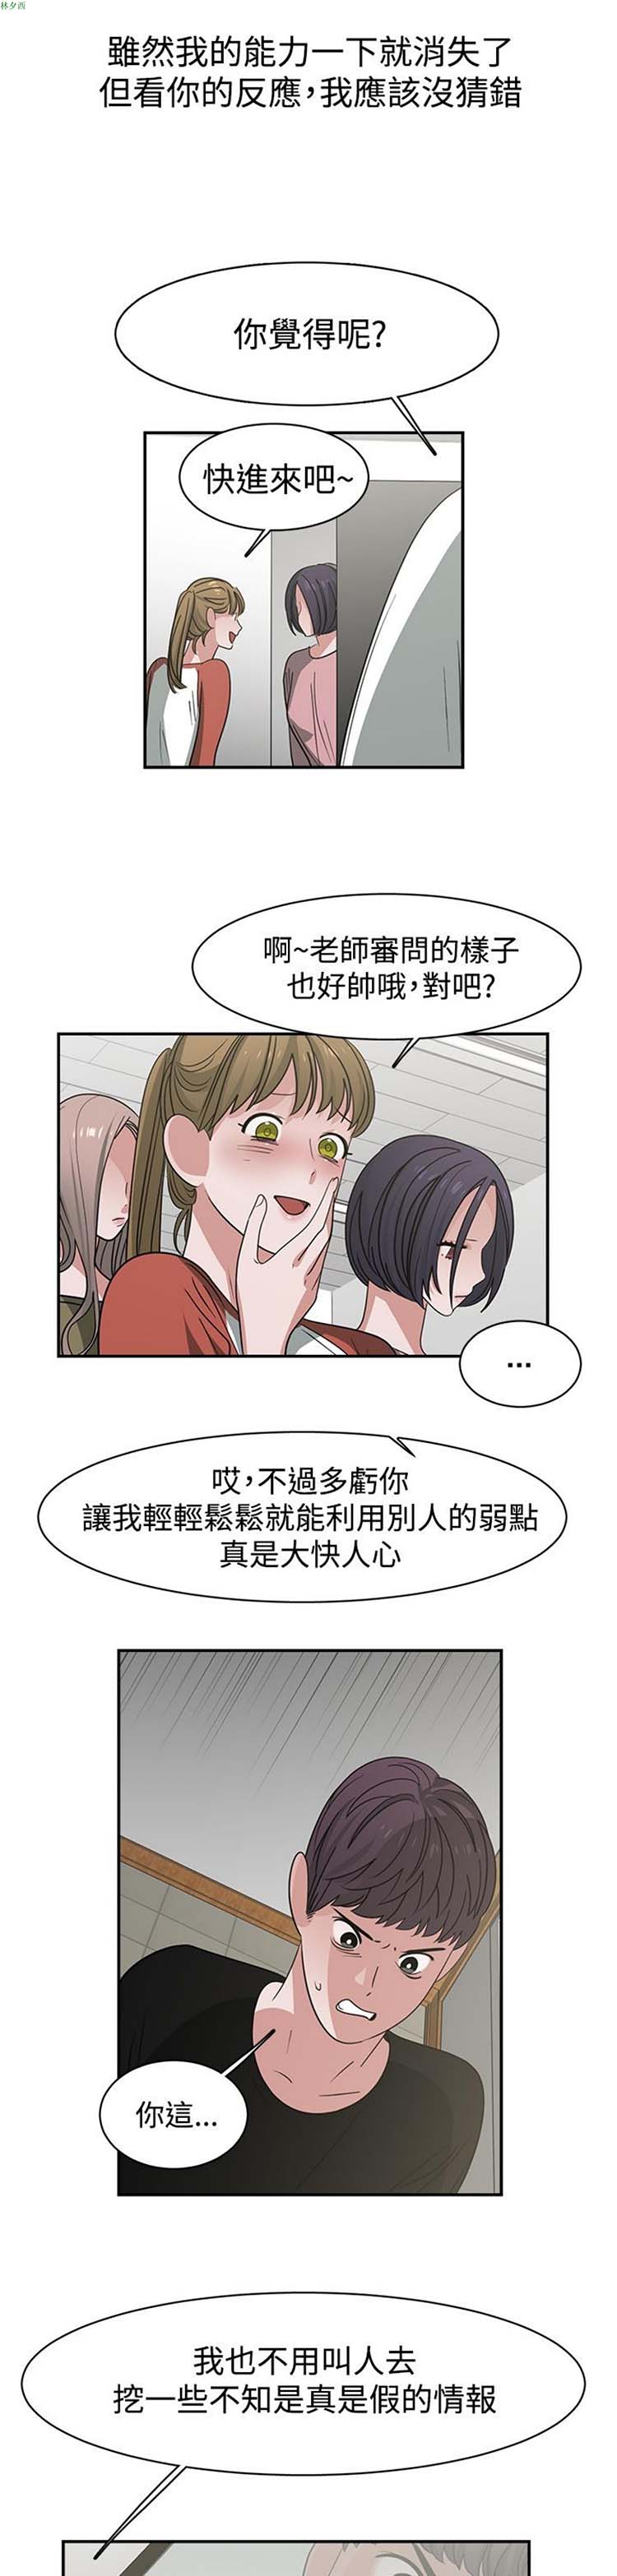 林夕西
雖然我的能力一下就消失了
但看你的反應，我應該沒猜錯
你覺得呢?
快進來吧~
啊~老師審問的樣子
也好帥哦，對吧?
...
哎，不過多虧你
讓我輕輕鬆鬆就能利用別人的弱點
真是大快人心
你這...
我也不用叫人去
挖一些不知是真是假的情報